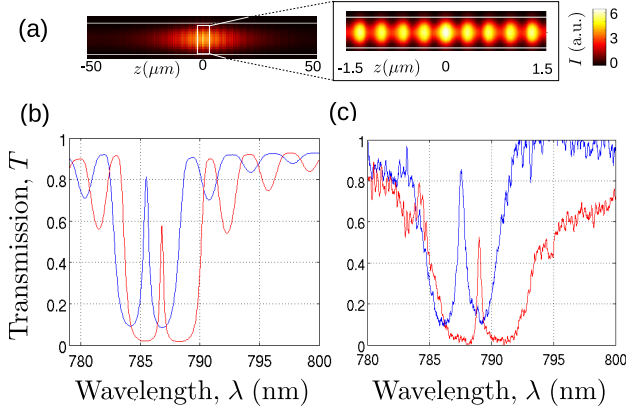 (a)
-50 z(μm) 0 50
-1.5 z(μm) 0 1.5
I (a.u.)
6
3
0
(b)
Transmission, T
1
0.8
0.6
0.4
0.2
0
780 785 790 795 800
Wavelength, λ (nm)
(c)
1
0.8
0.6
0.4
0.2
0
780 785 790 795 800
Wavelength, λ (nm)